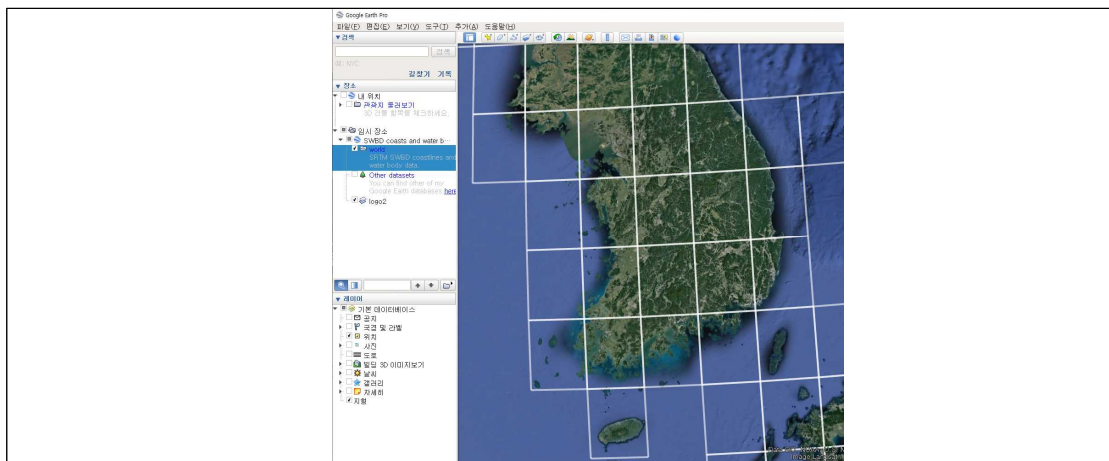 Google Earth Pro
파일(F) 편집(E) 보기(V) 도구(T) 추가(A) 도움말(H)
▼검색
검색
예: NYC
길찾기 기록
▼ 장소
내 위치
관광지 둘러보기
3D 건물 항목을 체크하세요.
임시 장소
SWBD coasts and water b···
world
SRTM SWBD coastlines and
water body data.
Other datasets
You can find other of our
Google Earth databases here
logo2
▼ 레이어
기본 데이터베이스
공지
국경 및 라벨
위치
사진
도로
빌딩 3D 이미지보기
날씨
갤러리
자세히
지형
Image Landsat